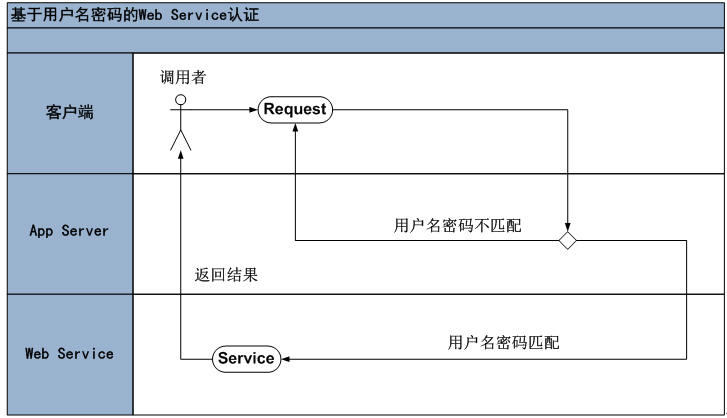 基于用户名密码的Web Service认证
调用者
客户端
Request
App Server
用户名密码不匹配
返回结果
用户名密码匹配
Web Service
Service